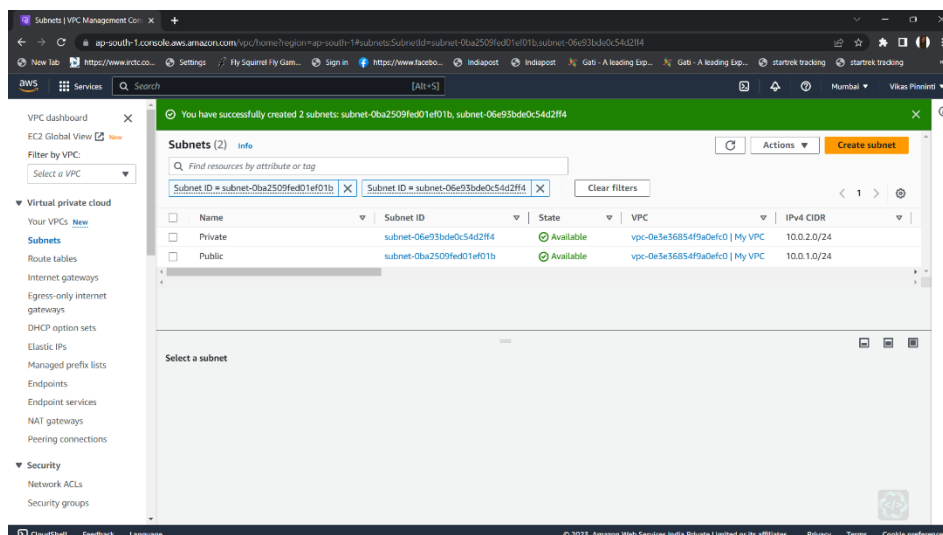 Subnets | VPC Management Con
ap-south-1.console.aws.amazon.com/vpc/home?region=ap-south-1#subnets:SubnetId=subnet-0ba2509fed01ef01b,subnet-06e93bde0c54d2ff4
New Tab https://www.irctc.co... Settings Fly Squirrel Fly Gam... Sign in https://www.facebo... Indiapost Indiapost Gati - A leading Exp... Gati - A leading Exp... startrek tracking startrek tracking
aws Services Search [Alt+S] Mumbai Vikas Pinninti
VPC dashboard
EC2 Global View New
Filter by VPC:
Select a VPC
Virtual private cloud
Your VPCs New
Subnets
Route tables
Internet gateways
Egress-only internet
gateways
DHCP option sets
Elastic IPs
Managed prefix lists
Endpoints
Endpoint services
NAT gateways
Peering connections
Security
Network ACLs
Security groups
You have successfully created 2 subnets: subnet-0ba2509fed01ef01b, subnet-06e93bde0c54d2ff4
Subnets (2) Info Actions Create subnet
Find resources by attribute or tag
Subnet ID = subnet-0ba2509fed01ef01b Subnet ID = subnet-06e93bde0c54d2ff4 Clear filters
1
Name Subnet ID State VPC IPv4 CIDR
Private subnet-06e93bde0c54d2ff4 Available vpc-0e3e36854f9a0efc0 | My VPC 10.0.2.0/24
Public subnet-0ba2509fed01ef01b Available vpc-0e3e36854f9a0efc0 | My VPC 10.0.1.0/24
Select a subnet
CloudShell Feedback Language © 2023, Amazon Web Services India Private Limited or its affiliates. Privacy Terms Cookie preferences